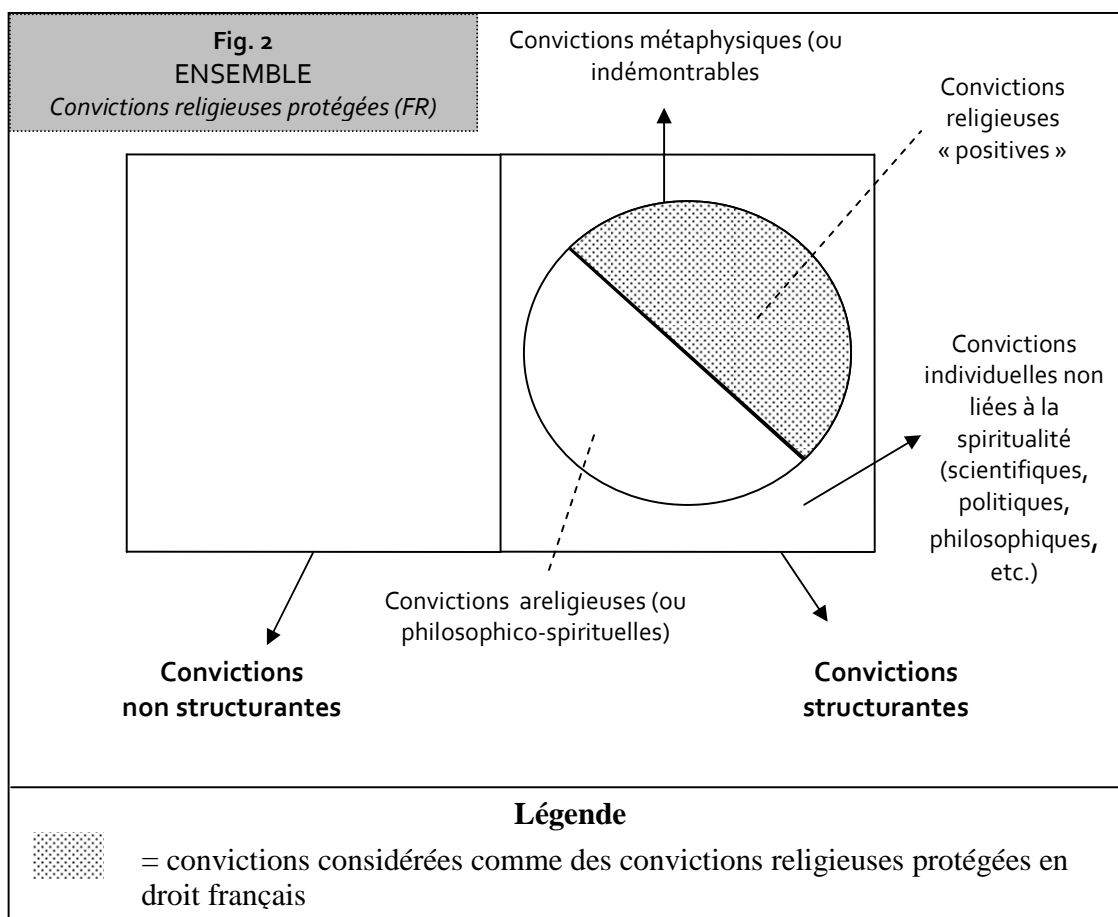 Fig. 2
ENSEMBLE
Convictions religieuses protégées (FR)
Convictions métaphysiques (ou
indémontrables
Convictions
religieuses
« positives »
Convictions
individuelles non
liées à la
spiritualité
(scientifiques,
politiques,
philosophiques,
etc.)
Convictions areligieuses (ou
philosophico-spirituelles)
Convictions
non structurantes
Convictions
structurantes
Légende
= convictions considérées comme des convictions religieuses protégées en
droit français